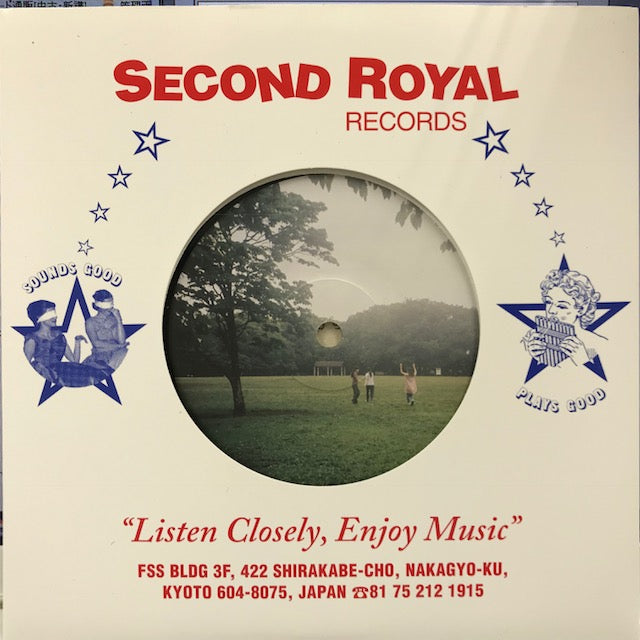 SECOND ROYAL
RECORDS
SOUNDS GOOD
PLAYS GOOD
“Listen Closely, Enjoy Music”
FSS BLDG 3F, 422 SHIRAKABE-CHO, NAKAGYO-KU,
KYOTO 604-8075, JAPAN ☎81 75 212 1915